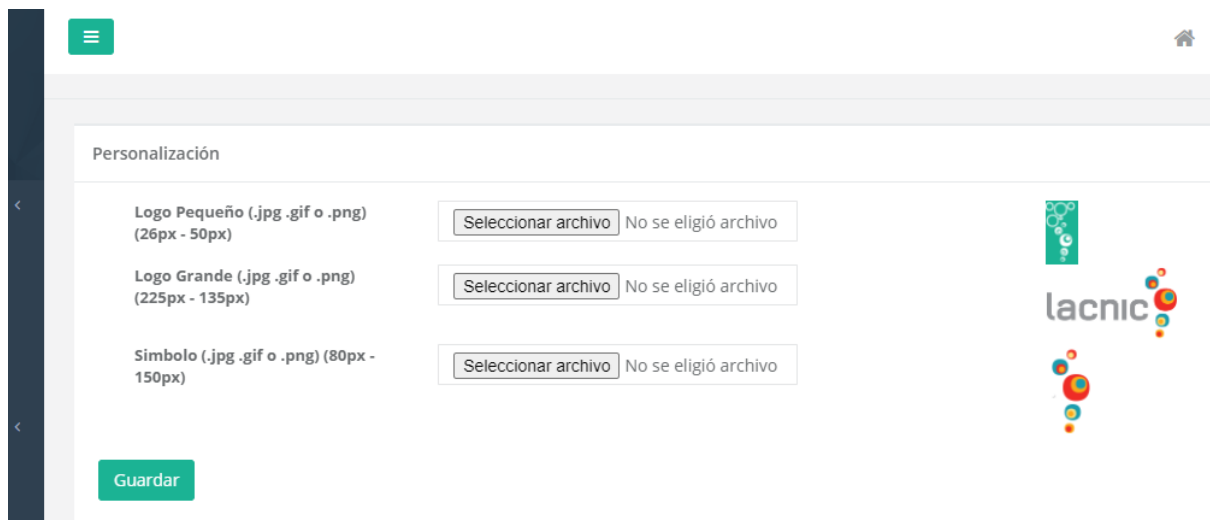 Personalización
Logo Pequeño (.jpg .gif o .png)
(26px - 50px)
Seleccionar archivo No se eligió archivo
Logo Grande (.jpg .gif o .png)
(225px - 135px)
Seleccionar archivo No se eligió archivo
lacnic
Simbolo (.jpg .gif o .png) (80px -
150px)
Seleccionar archivo No se eligió archivo
Guardar